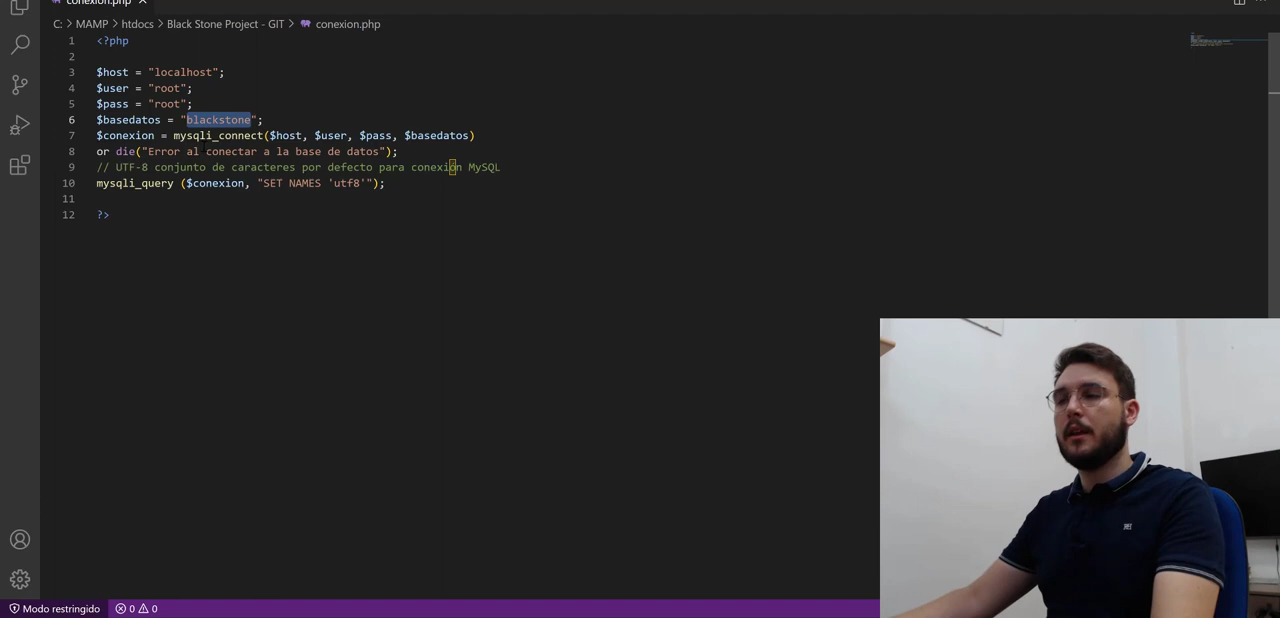 conexion.php
C: > MAMP > htdocs > Black Stone Project - GIT > conexion.php
1 <?php
2
3 $host = "localhost";
4 $user = "root";
5 $pass = "root";
6 $basedatos = "blackstone";
7 $conexion = mysqli_connect($host, $user, $pass, $basedatos)
8 or die("Error al conectar a la base de datos");
9 // UTF-8 conjunto de caracteres por defecto para conexión MySQL
10 mysqli_query ($conexion, "SET NAMES 'utf8'");
11
12 ?>
Modo restringido 0 0